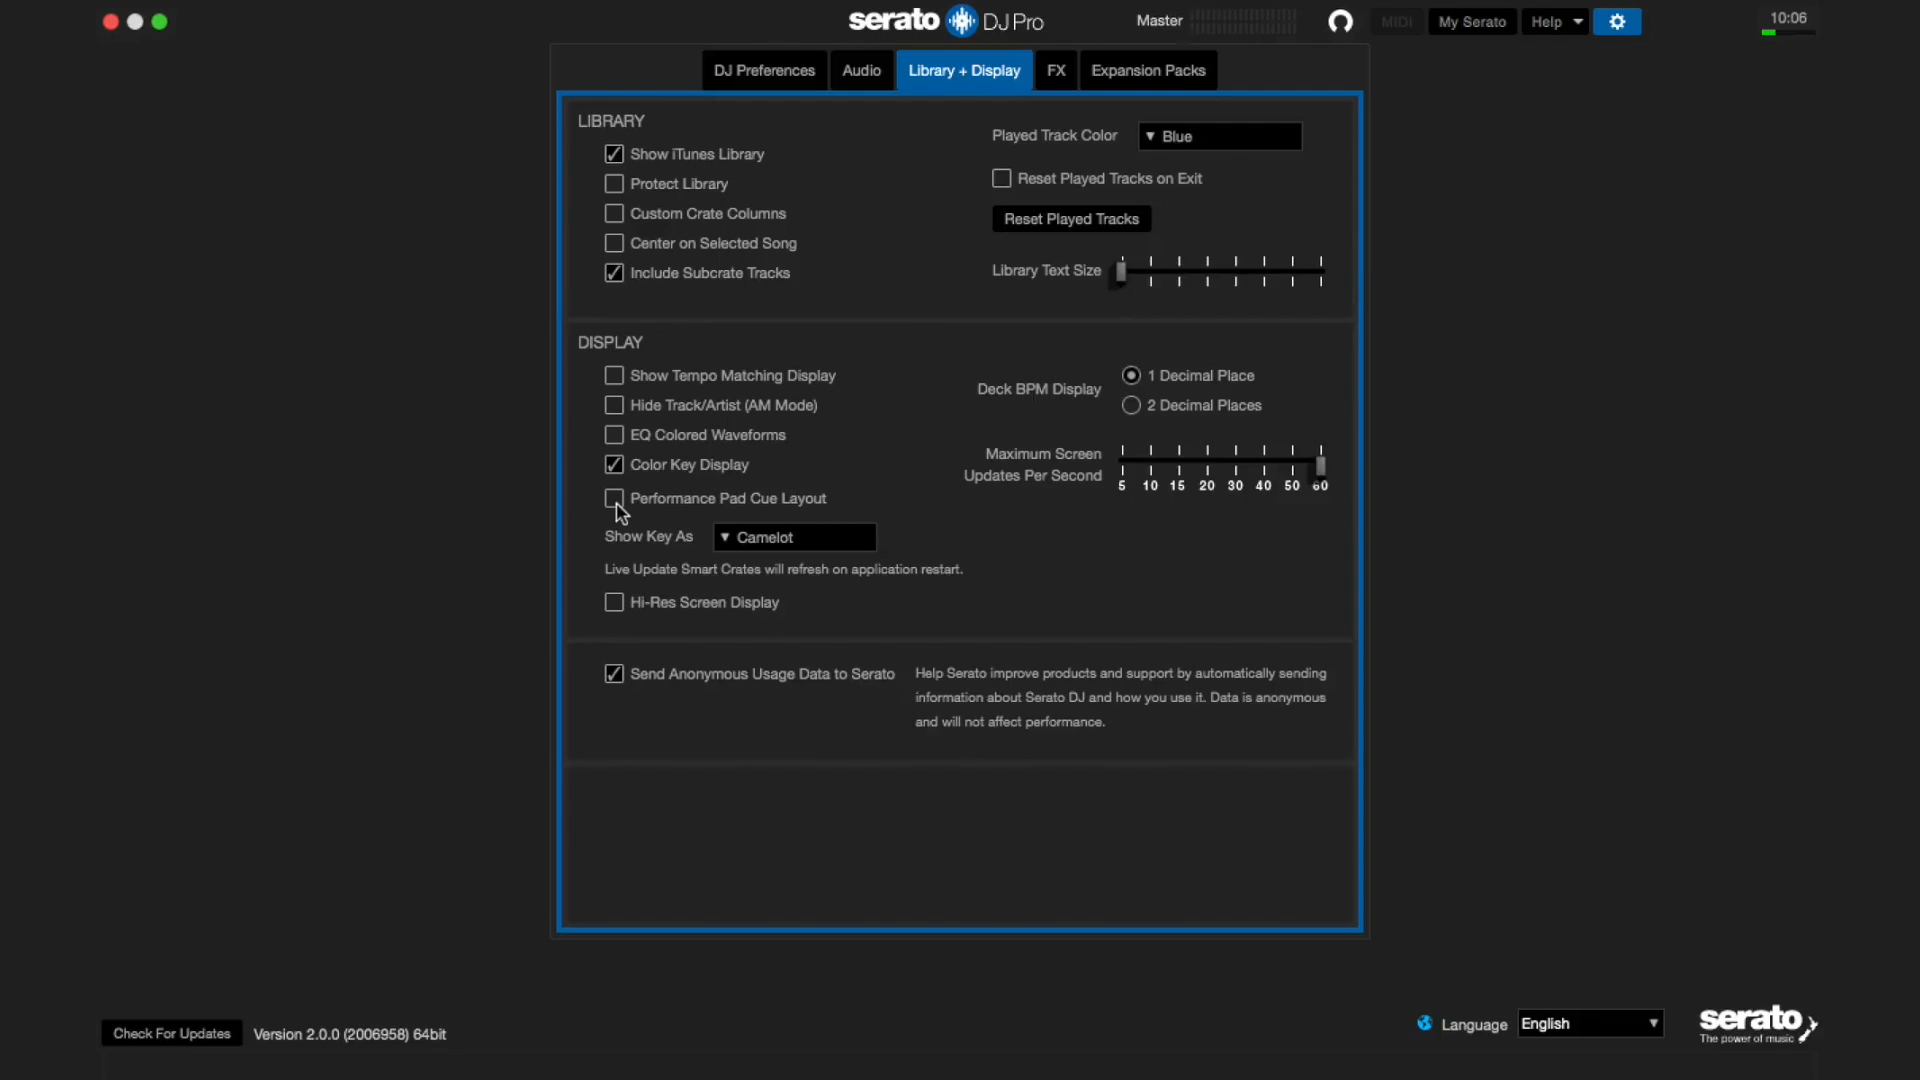 serato DJ Pro
Master
MIDI
My Serato
Help
10:06
DJ Preferences
Audio
Library + Display
FX
Expansion Packs
LIBRARY
Show iTunes Library
Protect Library
Custom Crate Columns
Center on Selected Song
Include Subcrate Tracks
Played Track Color
Blue
Reset Played Tracks on Exit
Reset Played Tracks
Library Text Size
DISPLAY
Show Tempo Matching Display
Hide Track/Artist (AM Mode)
EQ Colored Waveforms
Color Key Display
Performance Pad Cue Layout
Show Key As
Camelot
Live Update Smart Crates will refresh on application restart.
Hi-Res Screen Display
Deck BPM Display
1 Decimal Place
2 Decimal Places
Maximum Screen
Updates Per Second
5 10 15 20 30 40 50 60
Send Anonymous Usage Data to Serato
Help Serato improve products and support by automatically sending
information about Serato DJ and how you use it. Data is anonymous
and will not affect performance.
Check For Updates
Version 2.0.0 (2006958) 64bit
Language
English
serato
The power of music